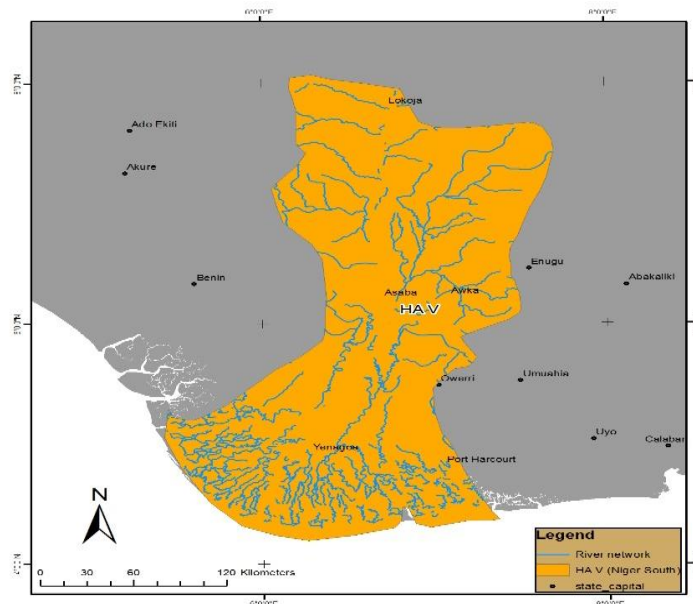 Lokoja
Ado Ekiti
Akure
Enugu
Benin
Abakaliki
Asaba
Awka
HA V
Owerri
Umuahia
Uyo
Yenagoa
Calabar
Port Harcourt
N
0 30 60 120 Kilometers
Legend
River network
HA V (Niger South)
state_capital